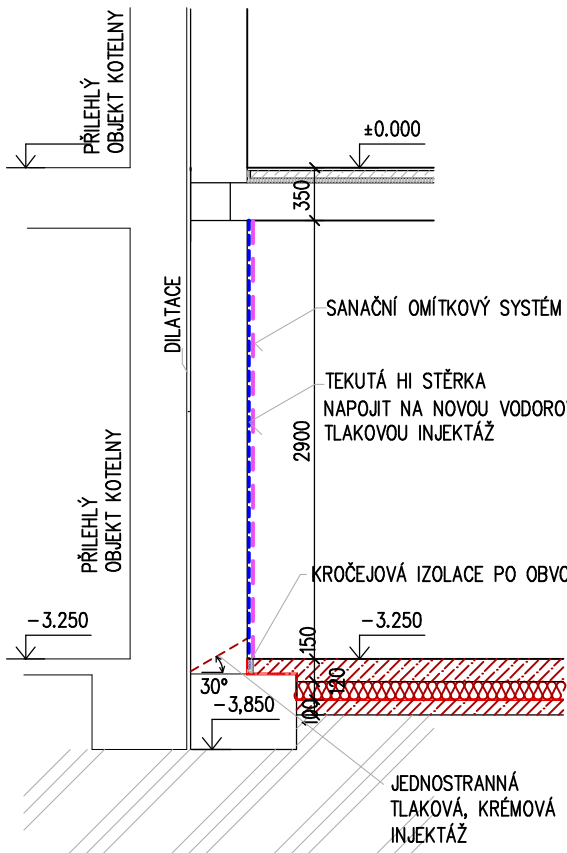 PŘILEHLÝ
OBJEKT KOTELNY
±0.000
350
DILATACE
SANAČNÍ OMÍTKOVÝ SYSTÉM
TEKUTÁ HI STĚRKA
NAPOJIT NA NOVOU VODOROV
TLAKOVOU INJEKTÁŽ
2900
PŘILEHLÝ
OBJEKT KOTELNY
KROČEJOVÁ IZOLACE PO OBVO
-3.250
-3.250
150
120
100
30°
-3,850
JEDNOSTRANNÁ
TLAKOVÁ, KRÉMOVÁ
INJEKTÁŽ